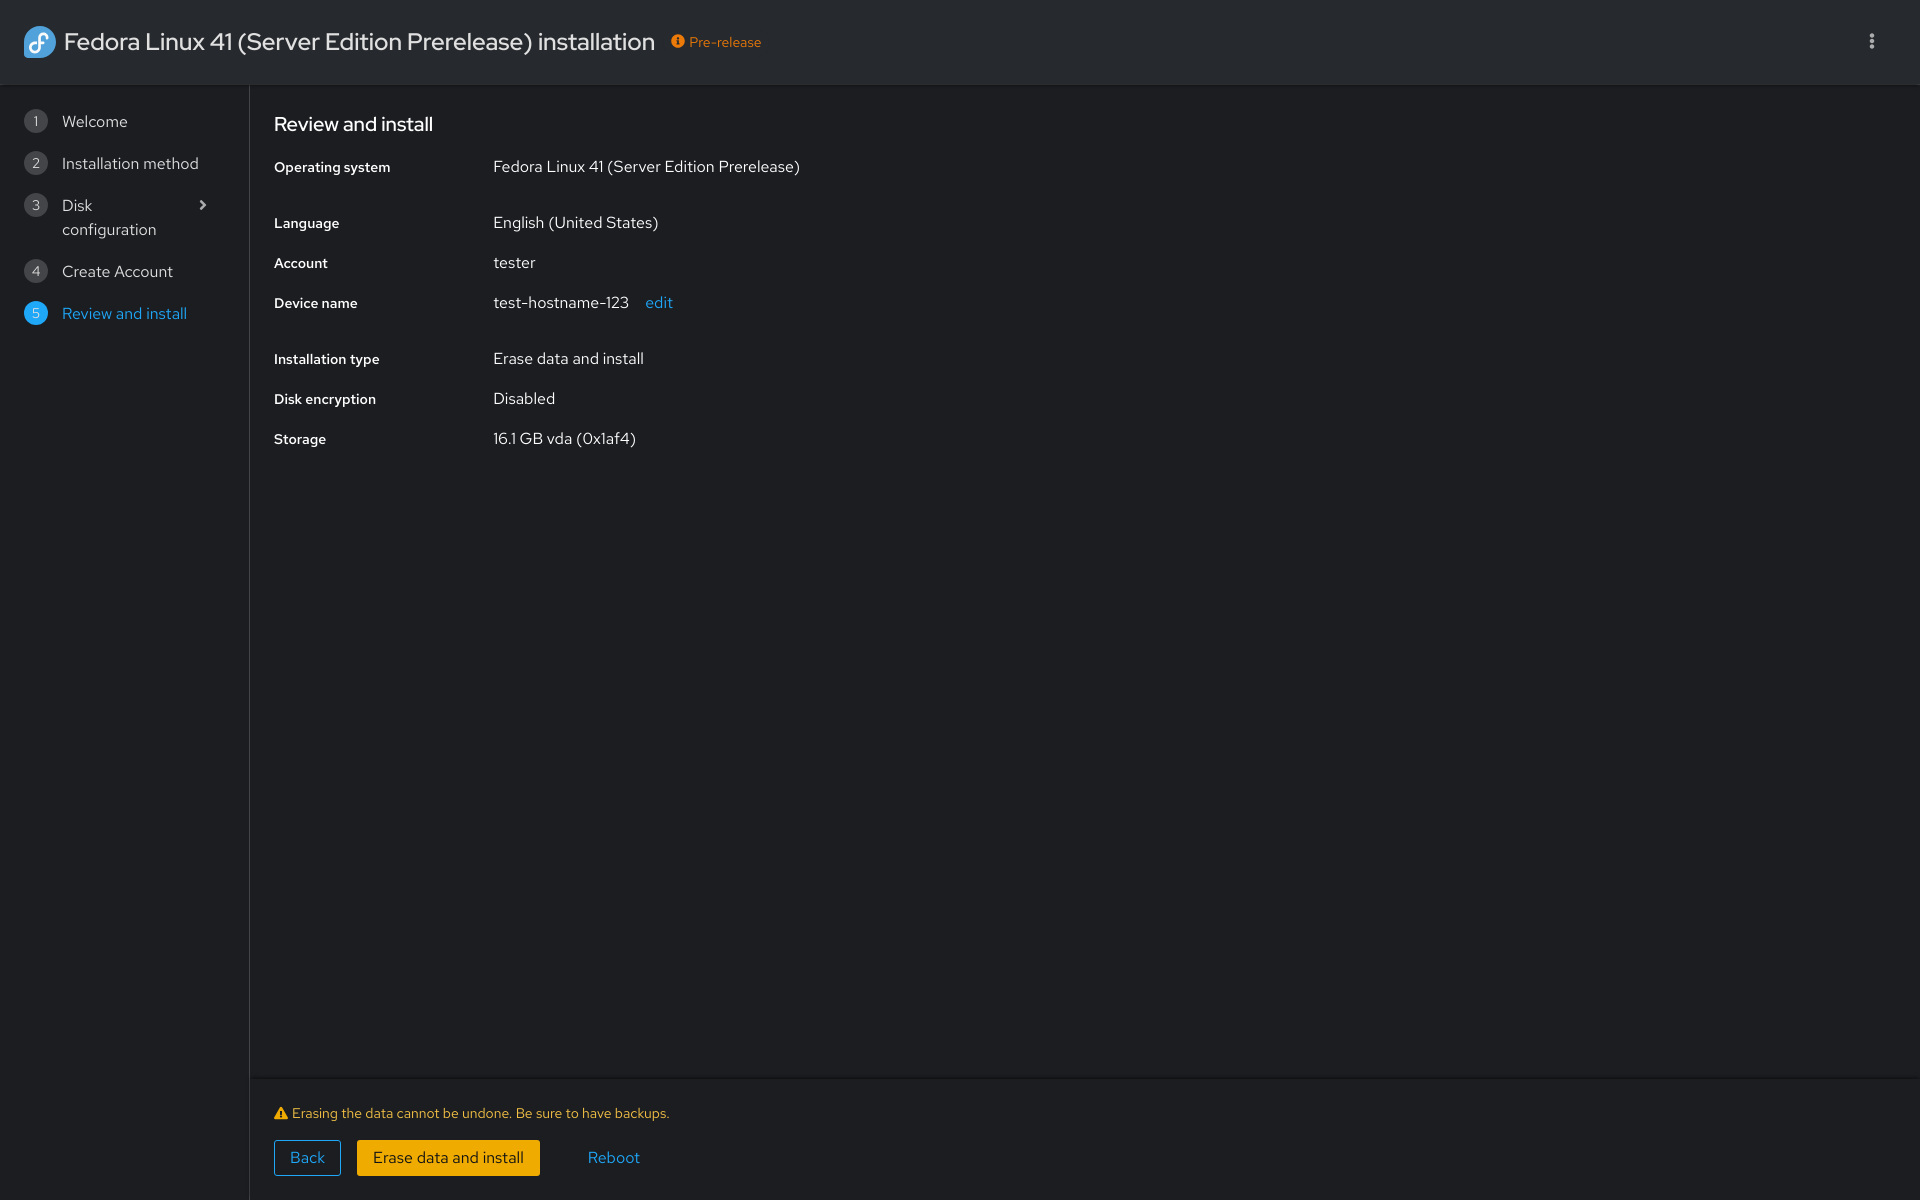 Fedora Linux 41 (Server Edition Prerelease) installation Pre-release
1 Welcome
2 Installation method
3 Disk
configuration
4 Create Account
5 Review and install
Review and install
Operating system Fedora Linux 41 (Server Edition Prerelease)
Language English (United States)
Account tester
Device name test-hostname-123 edit
Installation type Erase data and install
Disk encryption Disabled
Storage 16.1 GB vda (0x1af4)
Erasing the data cannot be undone. Be sure to have backups.
Back Erase data and install Reboot